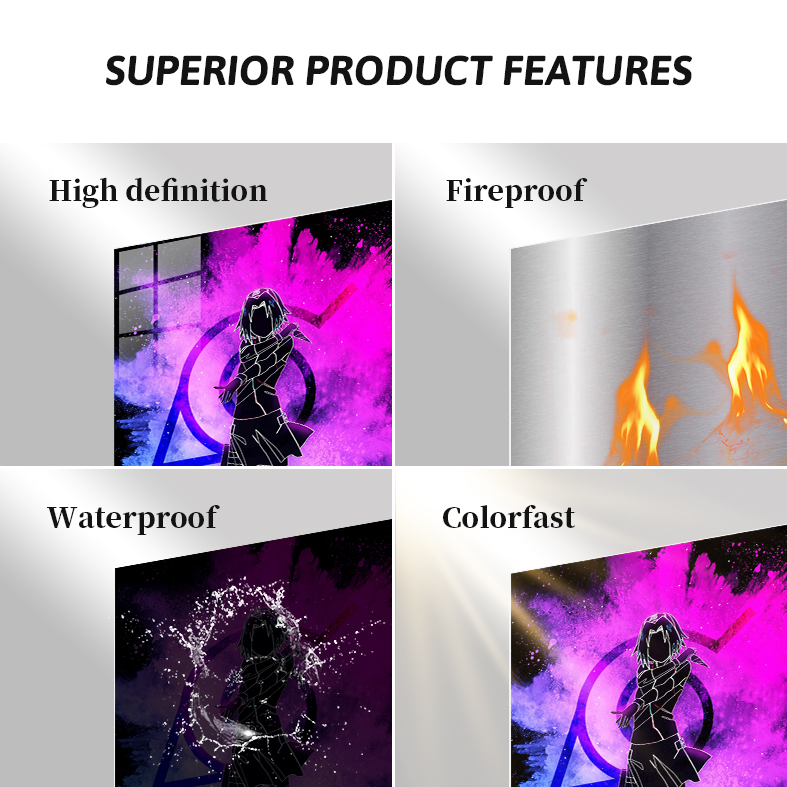 SUPERIOR PRODUCT FEATURES
High definition
Fireproof
Waterproof
Colorfast